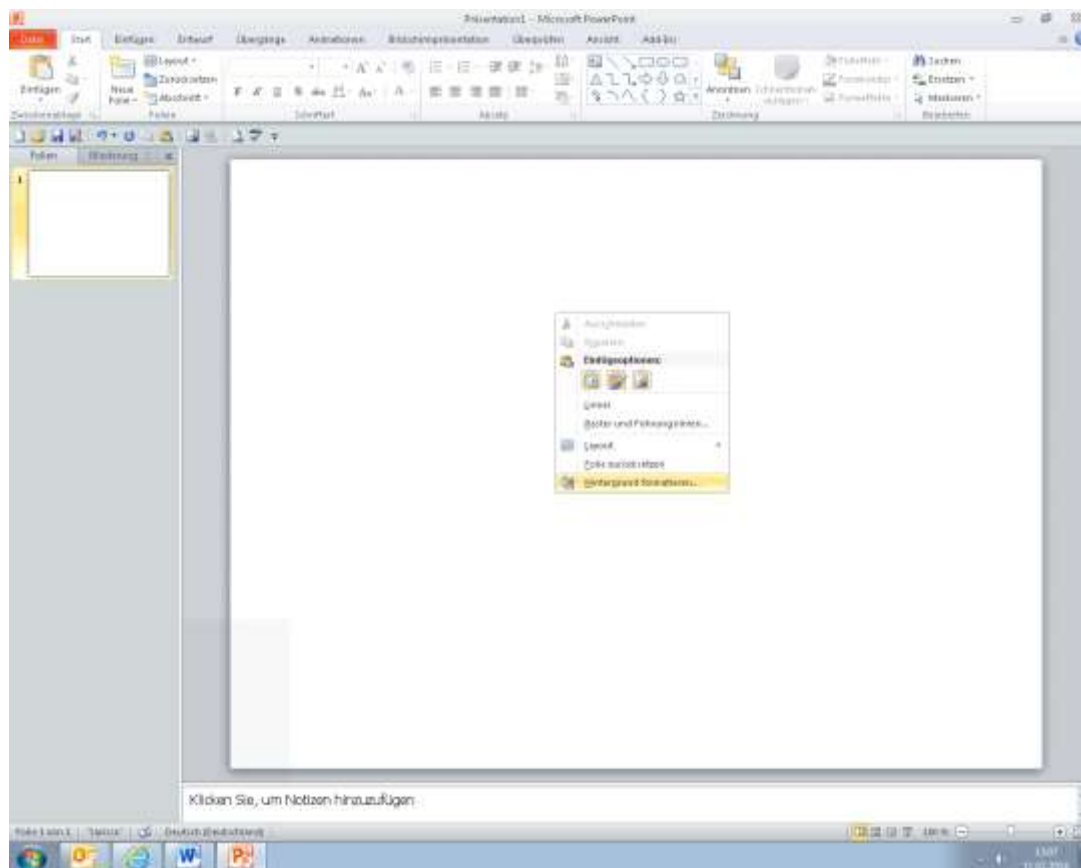 Präsentation1 - Microsoft PowerPoint
Datei Start Einfügen Entwurf Übergänge Animationen Bildschirmpräsentation Überprüfen Ansicht Add-Ins
Einfügen
Neue Folie
Layout
Zurücksetzen
Abschnitt
Anordnen
Suchen
Ersetzen
Markieren
Zwischenablage Folien Schriftart Absatz Zeichnung Bearbeiten
Folien Gliederung
1
Ausschneiden
Kopieren
Einfügeoptionen:
Lineal
Raster und Führungslinien...
Layout
Folie zurücksetzen
Hintergrund formatieren...
Klicken Sie, um Notizen hinzuzufügen
Folie 1 von 1 Deutsch (Deutschland)